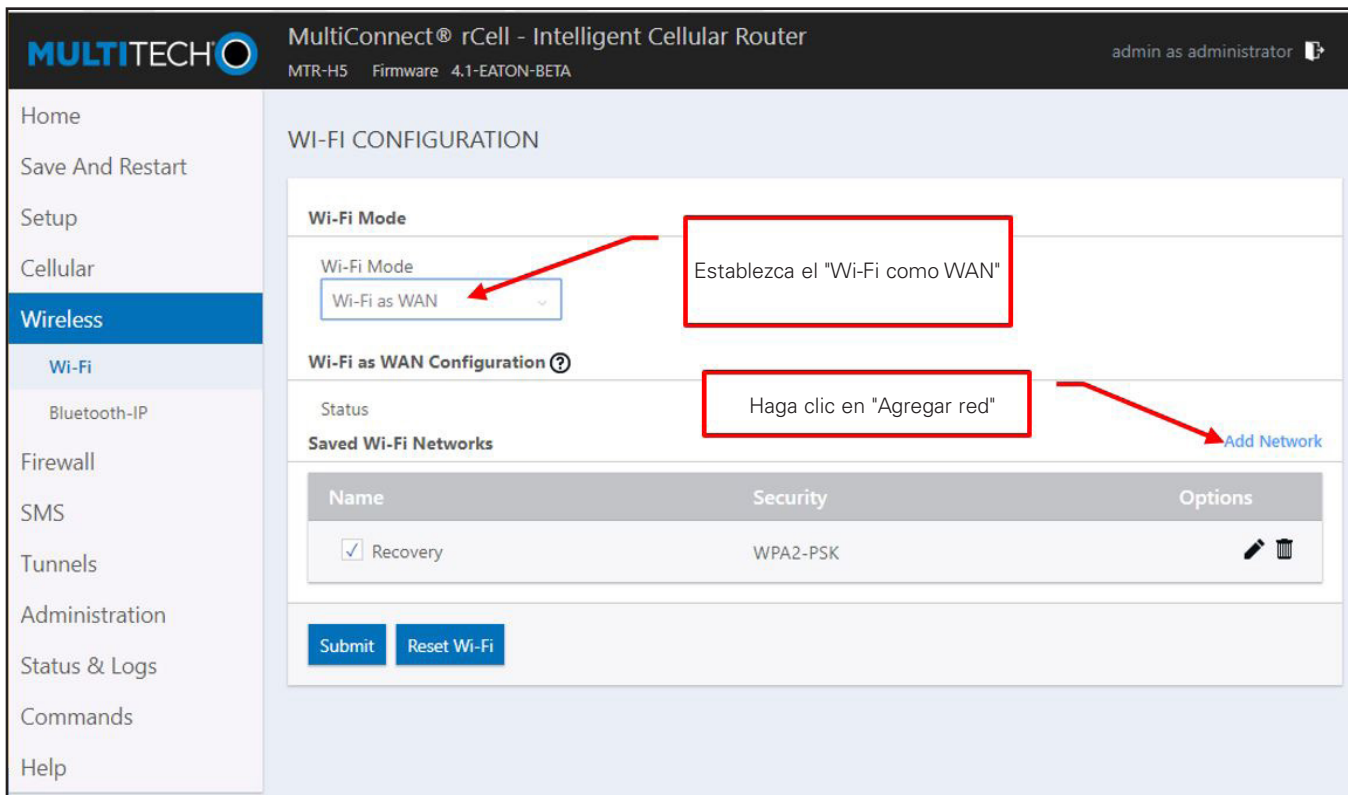 MULTITECH
MultiConnect® rCell - Intelligent Cellular Router
MTR-H5 Firmware 4.1-EATON-BETA
admin as administrator
Home
Save And Restart
Setup
Cellular
Wireless
Wi-Fi
Bluetooth-IP
Firewall
SMS
Tunnels
Administration
Status & Logs
Commands
Help
WI-FI CONFIGURATION
Wi-Fi Mode
Wi-Fi Mode
Wi-Fi as WAN
Establezca el "Wi-Fi como WAN"
Wi-Fi as WAN Configuration ?
Status
Haga clic en "Agregar red"
Saved Wi-Fi Networks
Add Network
Name Security Options
Recovery WPA2-PSK
Submit Reset Wi-Fi